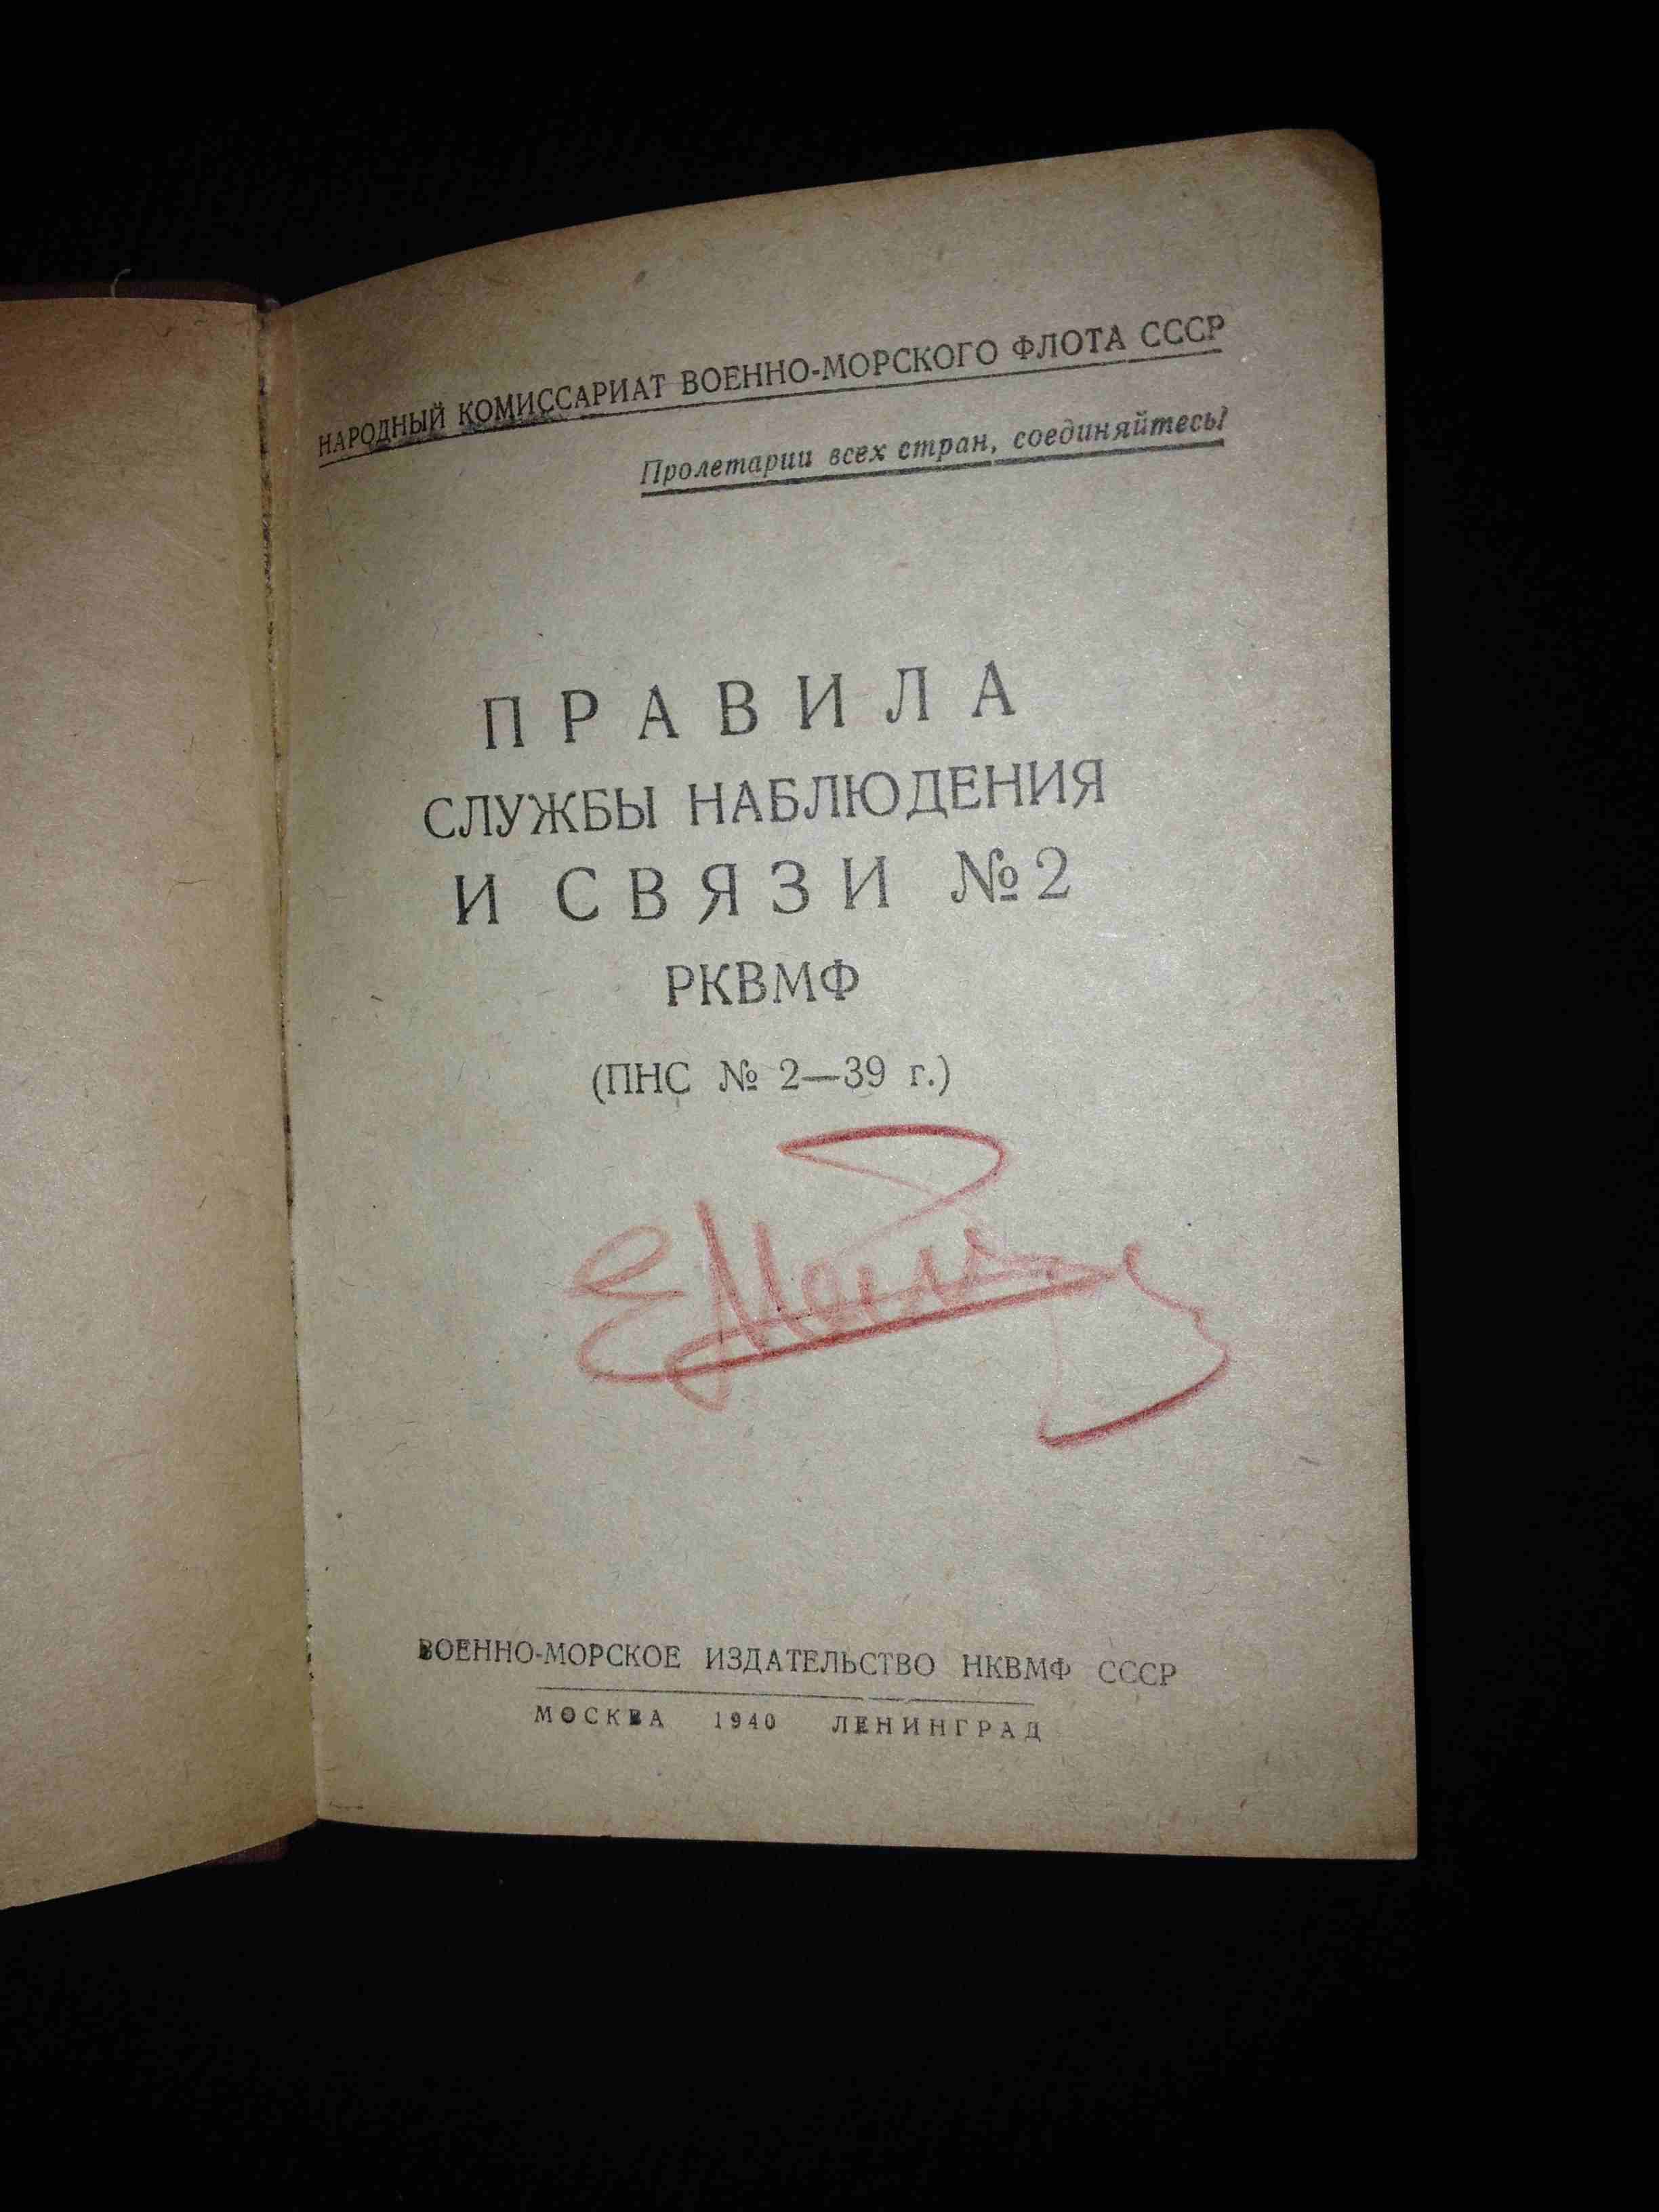 НАРОДНЫЙ КОМИССАРИАТ ВОЕННО-МОРСКОГО ФЛОТА СССР
Пролетарии всех стран, соединяйтесь!
ПРАВИЛА
СЛУЖБЫ НАБЛЮДЕНИЯ
И СВЯЗИ №2
РКВМФ
(ПНС № 2—39 г.)
ВОЕННО-МОРСКОЕ ИЗДАТЕЛЬСТВО НКВМФ СССР
МОСКВА 1940 ЛЕНИНГРАД